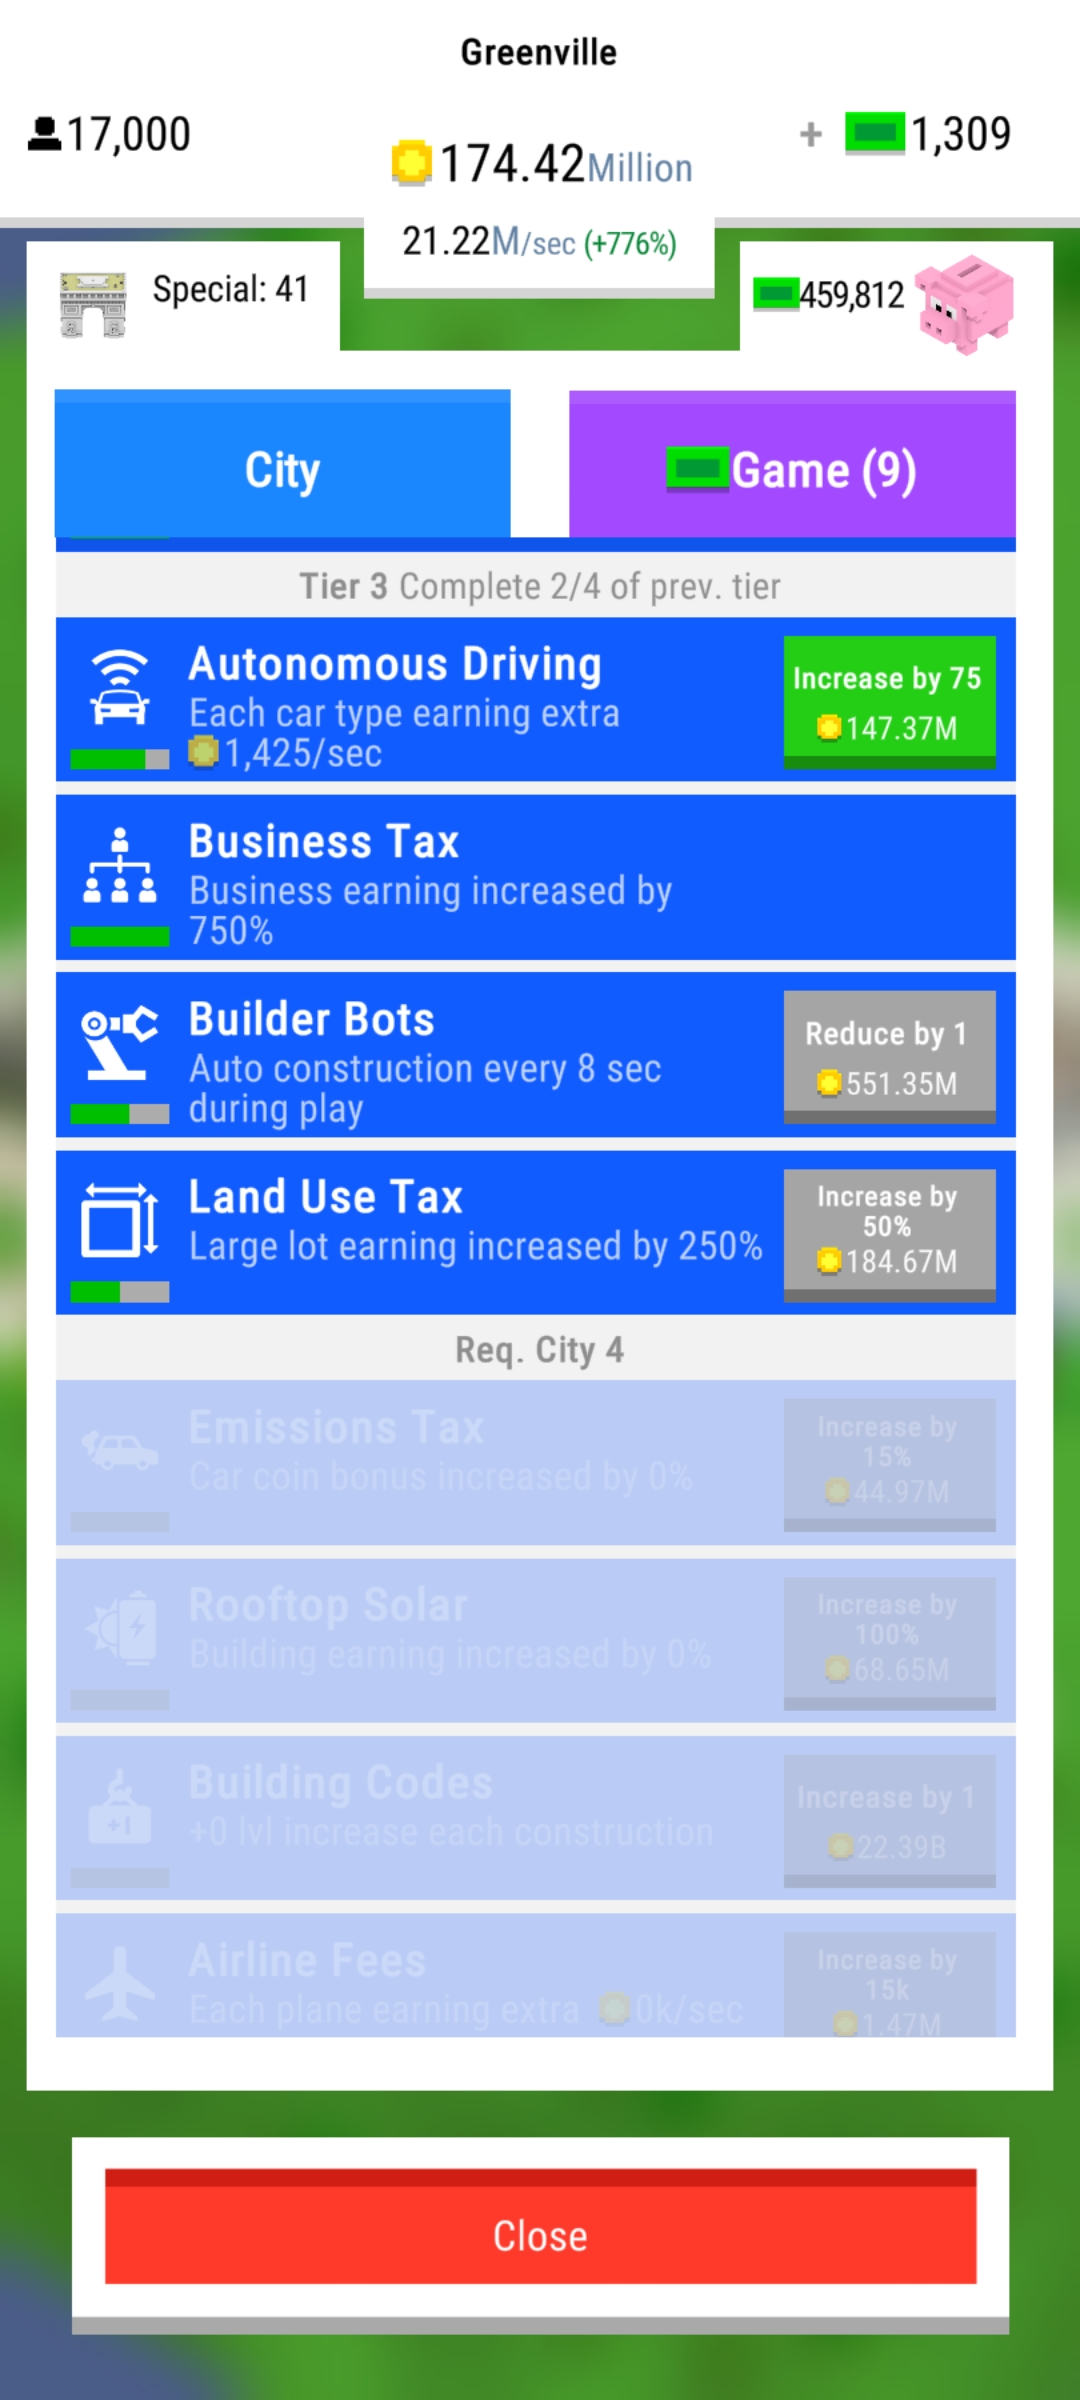 Greenville
17,000
174.42Million
+ 1,309
21.22M/sec (+776%)
Special: 41
459,812
City
Game (9)
Tier 3 Complete 2/4 of prev. tier
Autonomous Driving
Each car type earning extra
1,425/sec
Increase by 75
147.37M
Business Tax
Business earning increased by
750%
Builder Bots
Auto construction every 8 sec
during play
Reduce by 1
551.35M
Land Use Tax
Large lot earning increased by 250%
Increase by
50%
184.67M
Req. City 4
Emissions Tax
Car coin bonus increased by 0%
Increase by
15%
44.97M
Rooftop Solar
Building earning increased by 0%
Increase by
100%
68.65M
Building Codes
+0 lvl increase each construction
+1
Increase by 1
22.39B
Airline Fees
Each plane earning extra 0k/sec
Increase by
15k
1.47M
Close